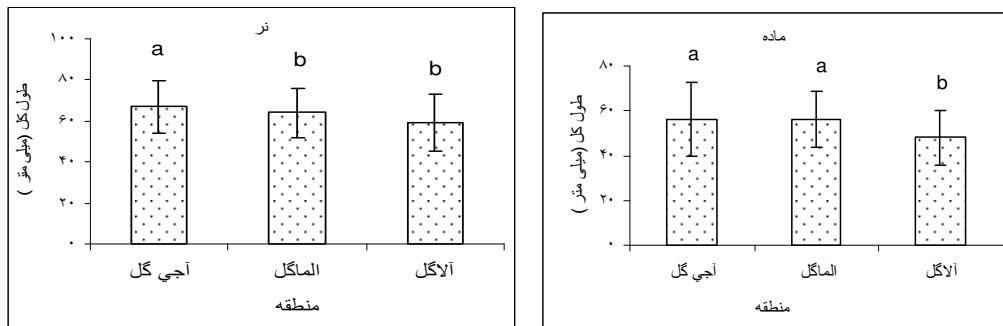 نر
a
b
b
طول کل (میلی متر )
۱۰۰
۸۰
۶۰
۴۰
۲۰
۰
آجي گل
الماگل
آلاگل
منطقه
ماده
a
a
b
طول کل (میلی متر )
۸۰
۶۰
۴۰
۲۰
۰
آجي گل
الماگل
آلاگل
منطقه